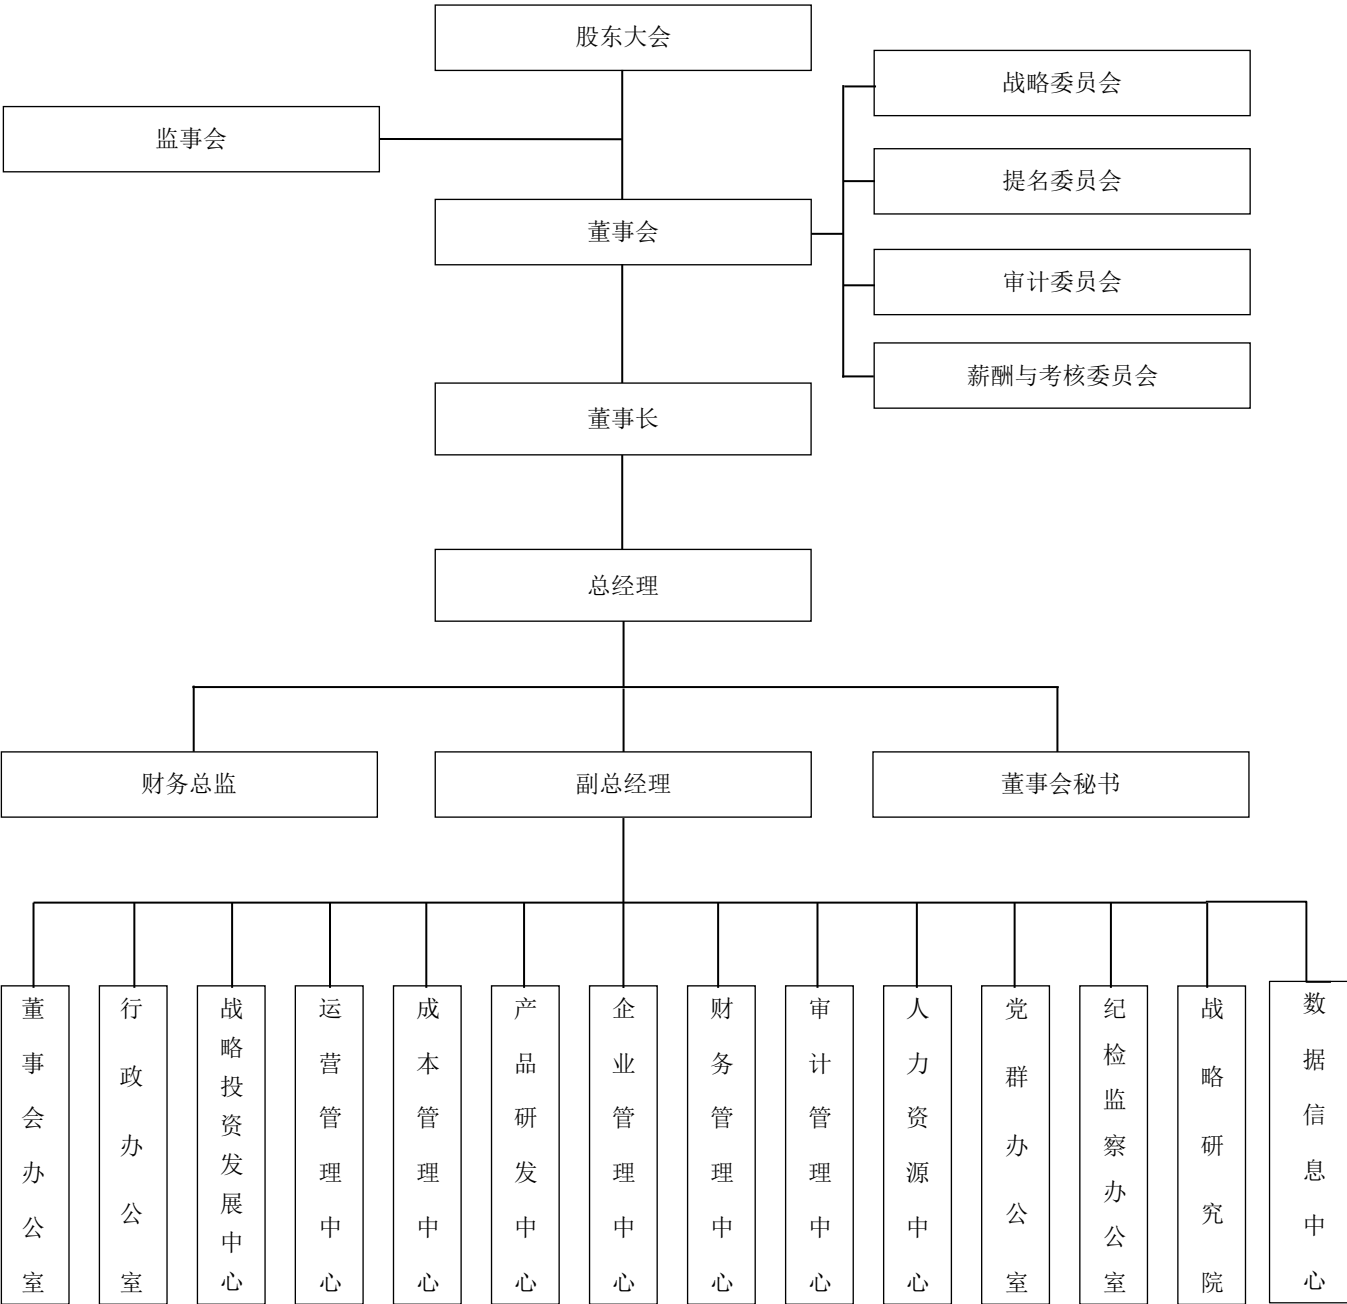 股东大会
战略委员会
监事会
提名委员会
董事会
审计委员会
薪酬与考核委员会
董事长
总经理
财务总监
副总经理
董事会秘书
董事会办公室
行政办公室
战略投资发展中心
运营管理中心
成本管理中心
产品研发中心
企业管理中心
财务管理中心
审计管理中心
人力资源中心
党群办公室
纪检监察办公室
战略研究院
数据信息中心